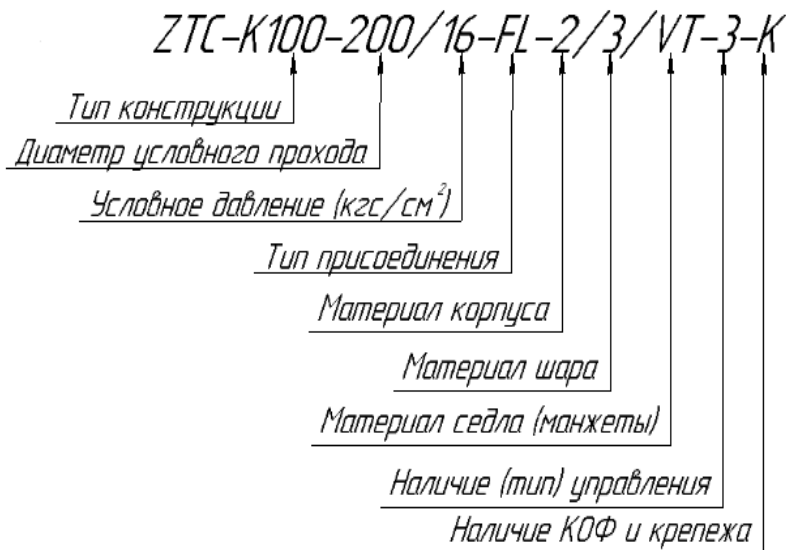 ZTC-K100-200/16-FL-2/3/VT-3-K
Тип конструкции
Диаметр условного прохода
Условное давление (кгс/см²)
Тип присоединения
Материал корпуса
Материал шара
Материал седла (манжеты)
Наличие (тип) управления
Наличие КОФ и крепежа